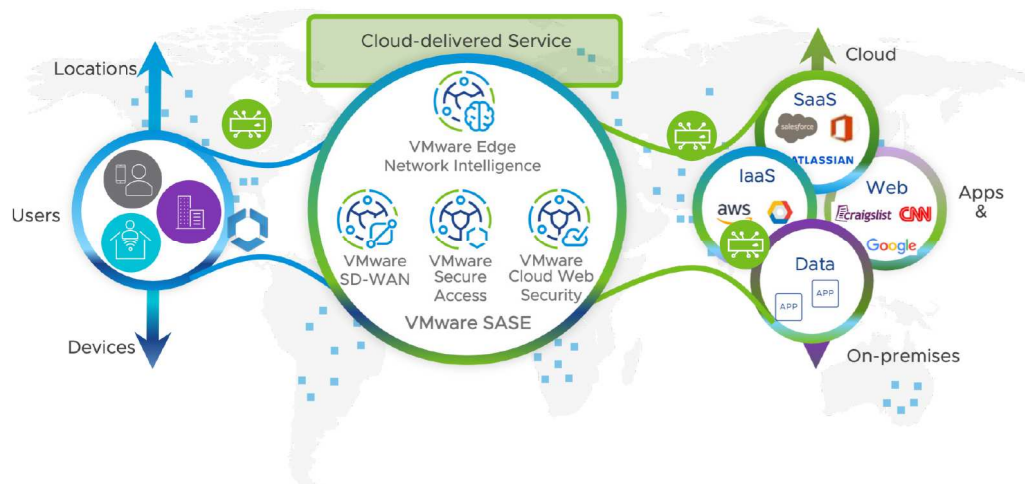 Cloud-delivered Service
Locations
Users
Devices
VMware Edge
Network Intelligence
VMware
SD-WAN
VMware
Secure
Access
VMware
Cloud Web
Security
VMware SASE
Cloud
SaaS
salesforce
ATLASSIAN
IaaS
aws
Web
craigslist
CNN
Google
Apps
&
Data
APP
APP
On-premises